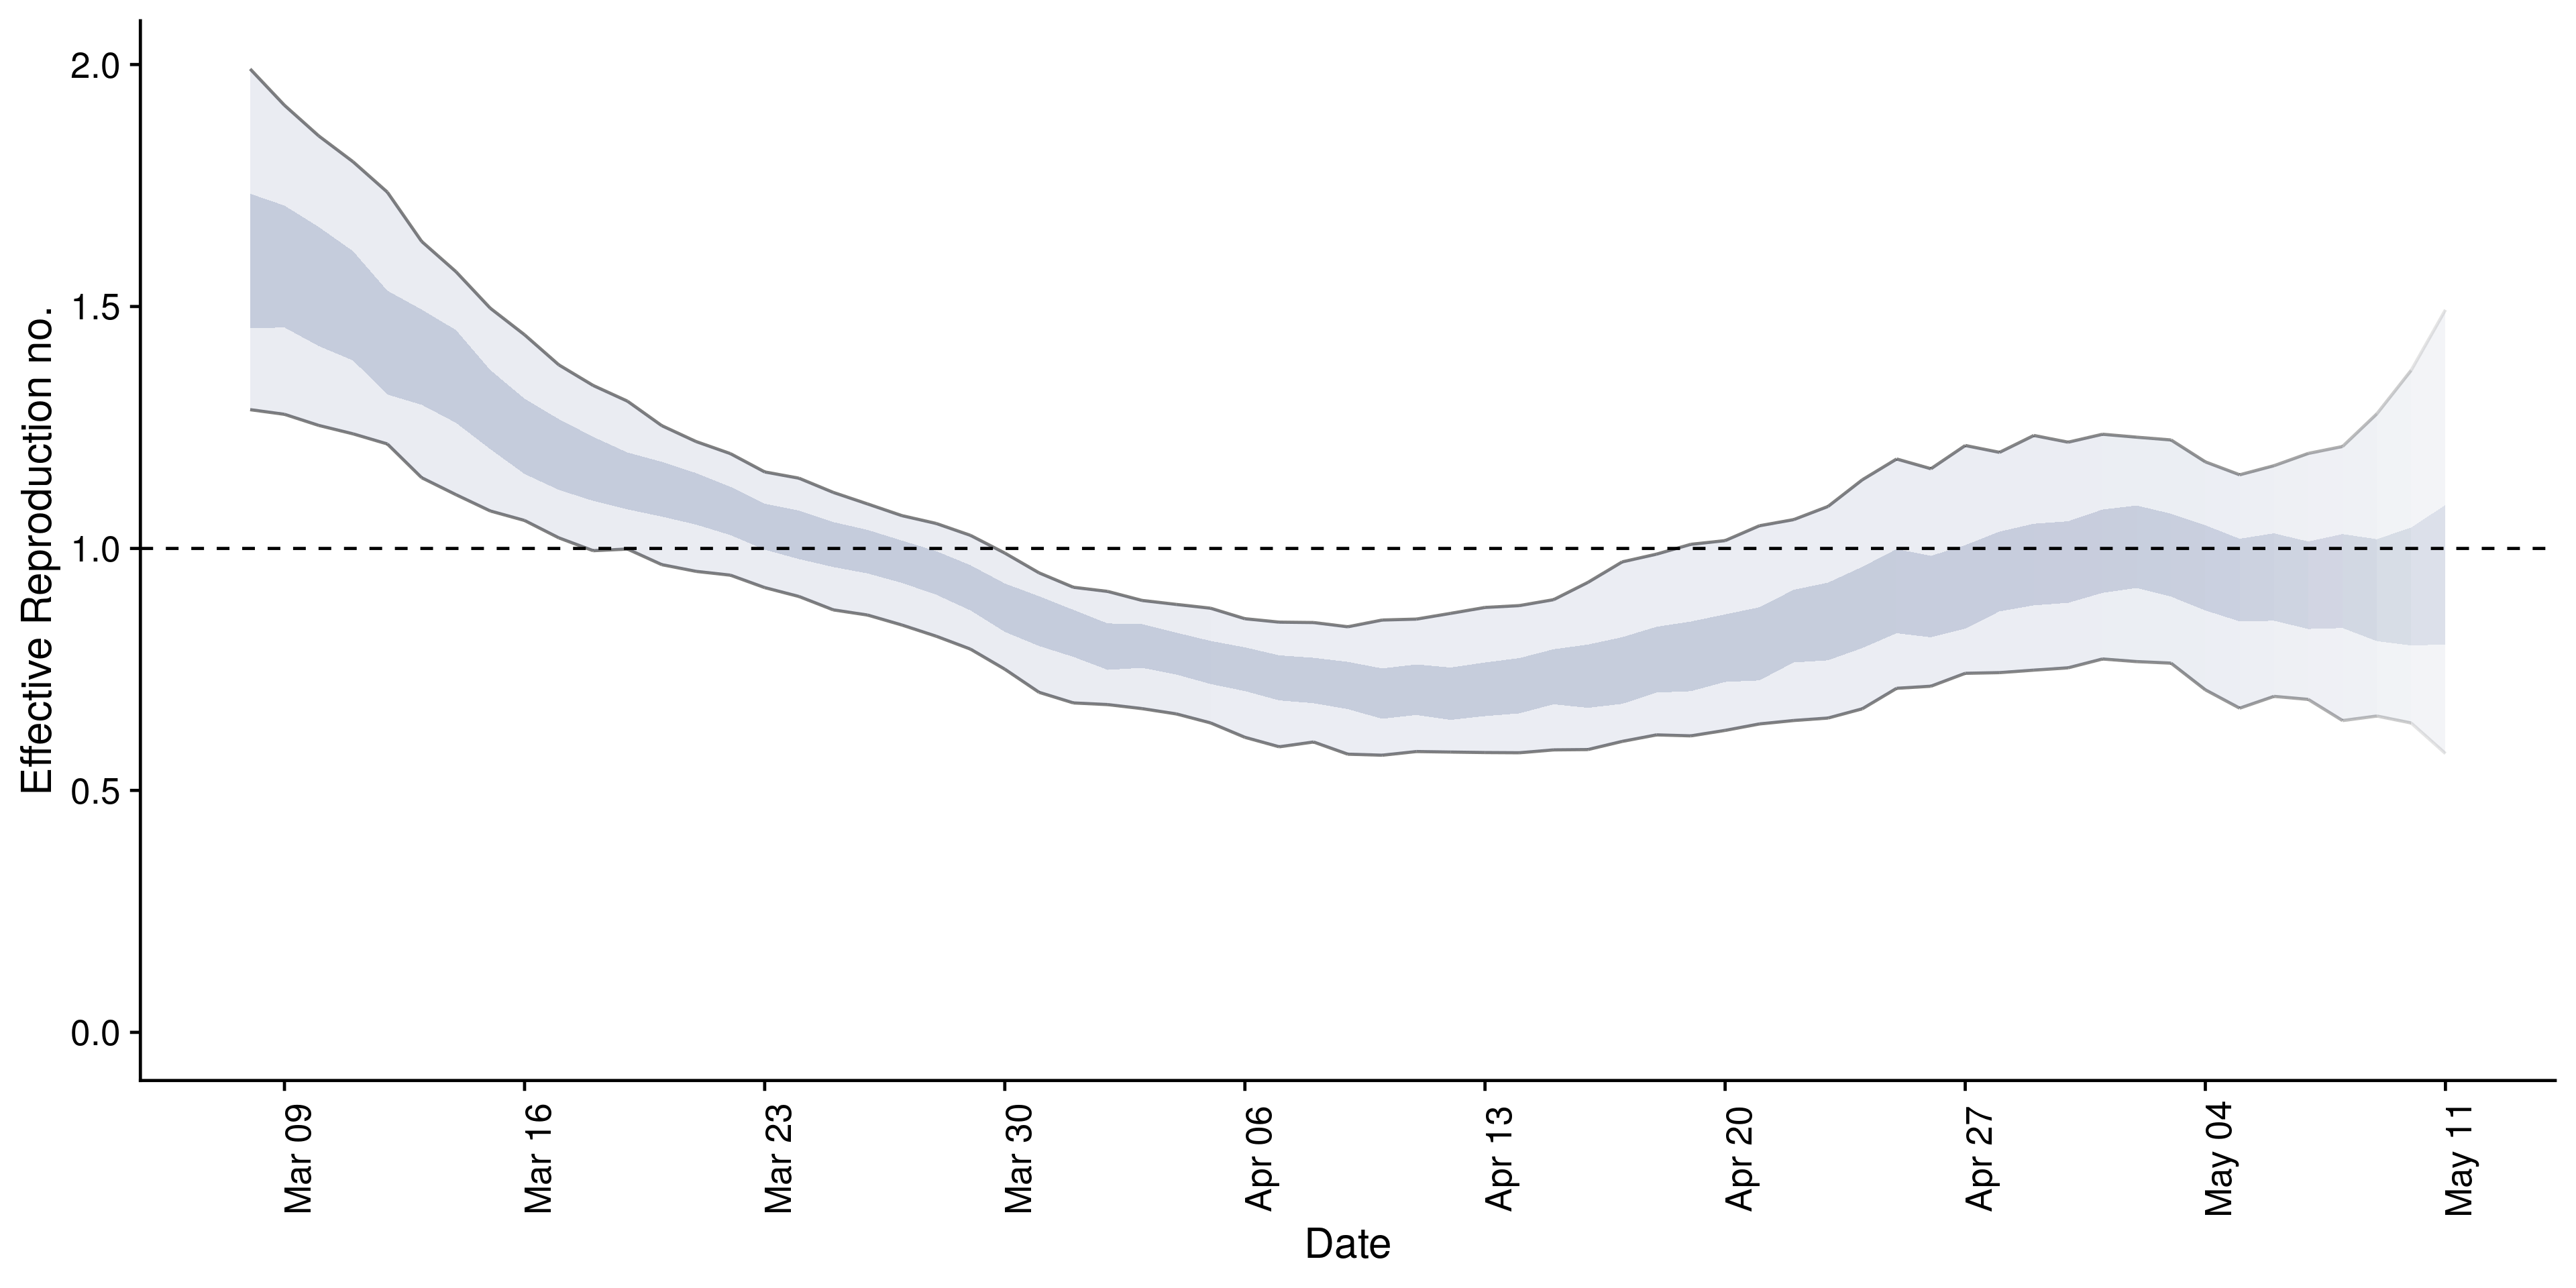 Effective Reproduction no.
2.0
1.5
1.0
0.5
0.0
Mar 09
Mar 16
Mar 23
Mar 30
Apr 06
Apr 13
Apr 20
Apr 27
May 04
May 11
Date